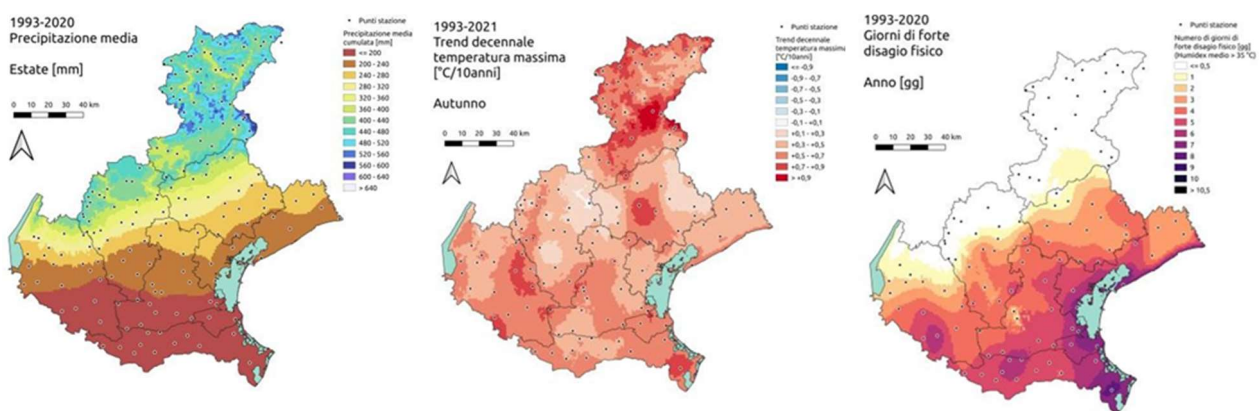 1993-2020
Precipitazione media
Estate [mm]
0 10 20 30 40 km
Punti stazione
Precipitazione media
cumulata [mm]
<= 200
200 - 240
240 - 280
280 - 320
320 - 360
360 - 400
400 - 440
440 - 480
480 - 520
520 - 560
560 - 600
600 - 640
> 640
1993-2021
Trend decennale
temperatura massima
[°C/10anni]
Autunno
0 10 20 30 40 km
Punti stazione
Trend decennale
temperatura massima
[°C/10anni]
<= -0,9
-0,9 - -0,7
-0,7 - -0,5
-0,5 - -0,3
-0,3 - -0,1
-0,1 - +0,1
+0,1 - +0,3
+0,3 - +0,5
+0,5 - +0,7
+0,7 - +0,9
> +0,9
1993-2020
Giorni di forte
disagio fisico
Anno [gg]
0 10 20 30 40 km
Punti stazione
Numero di giorni di
forte disagio fisico [gg]
(Humidex medio > 35 °C)
<= 0,5
1
2
3
4
5
6
7
8
9
10
> 10,5